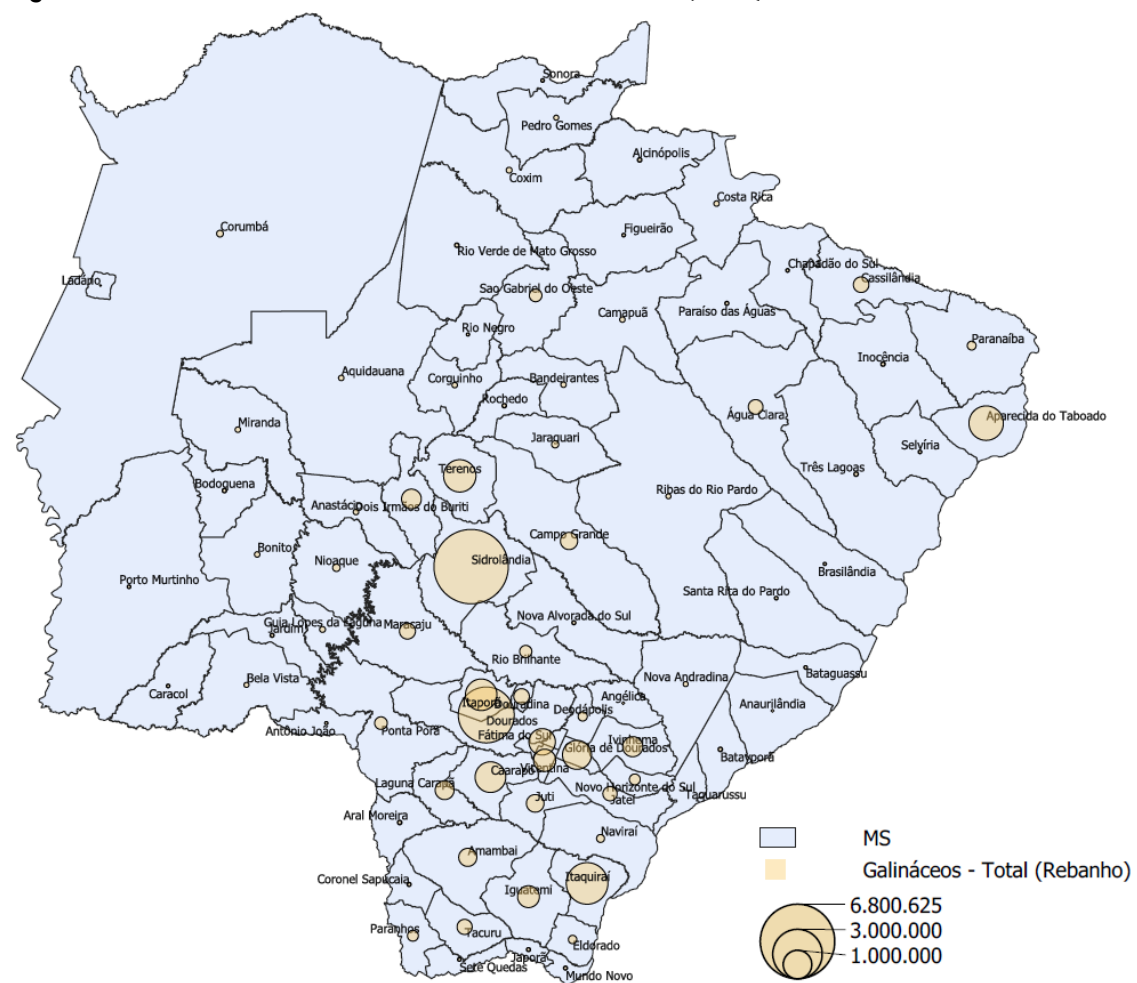 Sonora
Pedro Gomes
Alcinópolis
Coxim
Costa Rica
Corumbá
Figueirão
Rio Verde de Mato Grosso
Chapadão do Sul
Cassilândia
Ladário
Sao Gabriel do Oeste
Camapuã
Paraíso das Águas
Rio Negro
Paranaíba
Inocência
Aquidauana
Corguinho
Bandeirantes
Rochedo
Água Clara
Aparecida do Taboado
Miranda
Jaraguari
Selvíria
Terenos
Três Lagoas
Bodoquena
Ribas do Rio Pardo
Anastácio
Dois Irmãos do Buriti
Campo Grande
Bonito
Nioaque
Sidrolândia
Brasilândia
Porto Murtinho
Santa Rita do Pardo
Nova Alvorada do Sul
Guia Lopes da Laguna
Jardim
Maracaju
Rio Brilhante
Bataguassu
Nova Andradina
Bela Vista
Caracol
Angélica
Itaporã
Douradina
Anaurilândia
Deodápolis
Dourados
Antônio João
Ponta Porã
Fátima do Sul
Ivinhema
Glória de Dourados
Batayporã
Vicentina
Caarapó
Laguna Carapã
Novo Horizonte do Sul
Taquarussu
Jateí
Juti
Aral Moreira
Naviraí
Amambai
Itaquiraí
Coronel Sapucaia
Iguatemi
Paranhos
Tacuru
Eldorado
Japorã
Sete Quedas
Mundo Novo
MS
Galináceos - Total (Rebanho)
6.800.625
3.000.000
1.000.000